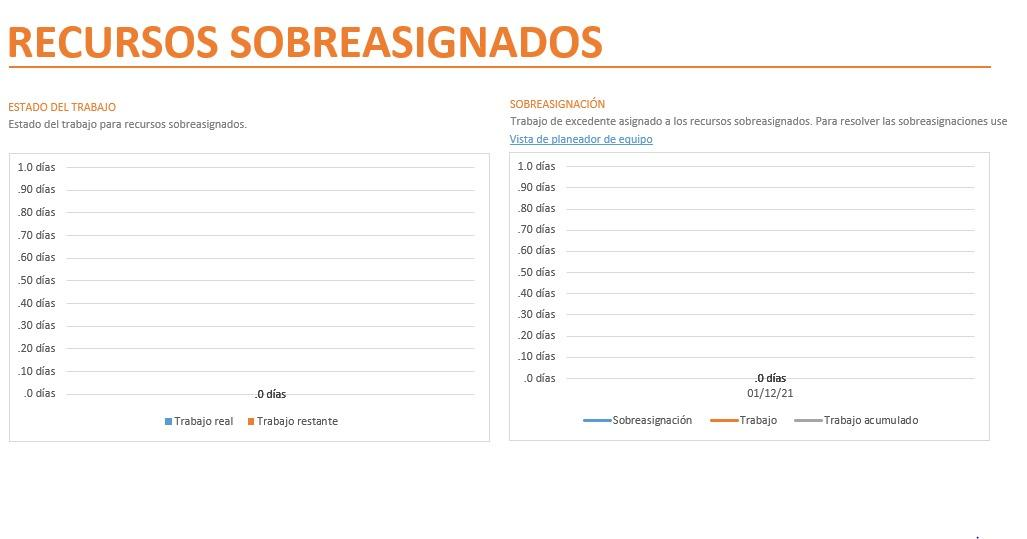 RECURSOS SOBREASIGNADOS
ESTADO DEL TRABAJO
Estado del trabajo para recursos sobreasignados.
1.0 días
.90 días
.80 días
.70 días
.60 días
.50 días
.40 días
.30 días
.20 días
.10 días
.0 días
.0 días
Trabajo real Trabajo restante
SOBREASIGNACIÓN
Trabajo de excedente asignado a los recursos sobreasignados. Para resolver las sobreasignaciones use
Vista de planeador de equipo
1.0 días
.90 días
.80 días
.70 días
.60 días
.50 días
.40 días
.30 días
.20 días
.10 días
.0 días
.0 días
01/12/21
Sobreasignación Trabajo Trabajo acumulado